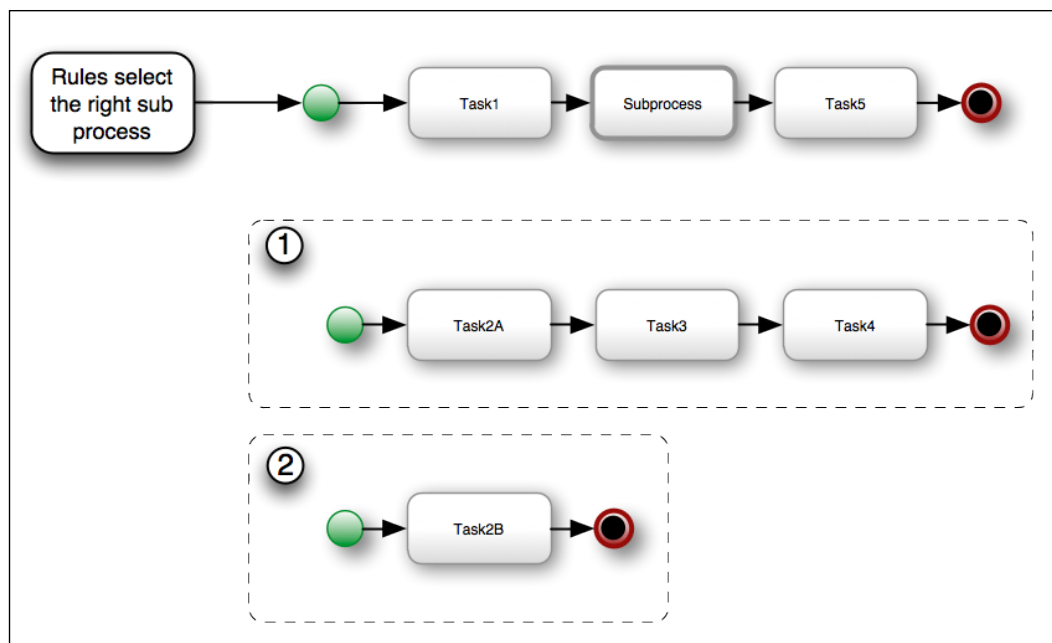 Rules select
the right sub
process
Task1
Subprocess
Task5
1
Task2A
Task3
Task4
2
Task2B